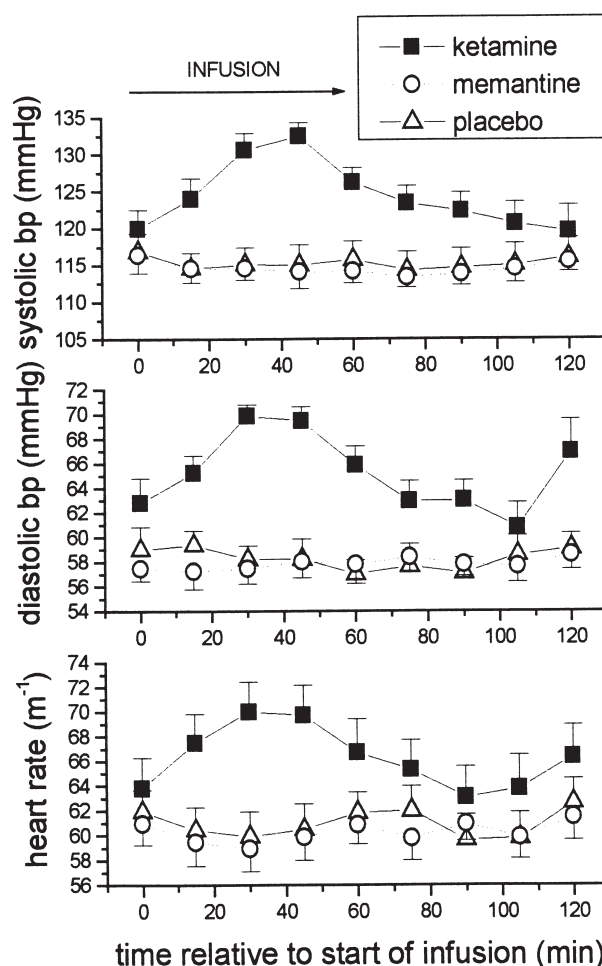 ketamine
memantine
placebo
INFUSION
systolic bp (mmHg)
135
130
125
120
115
110
105
0 20 40 60 80 100 120
diastolic bp (mmHg)
72
70
68
66
64
62
60
58
56
54
0 20 40 60 80 100 120
heart rate (m⁻¹)
74
72
70
68
66
64
62
60
58
56
0 20 40 60 80 100 120
time relative to start of infusion (min)